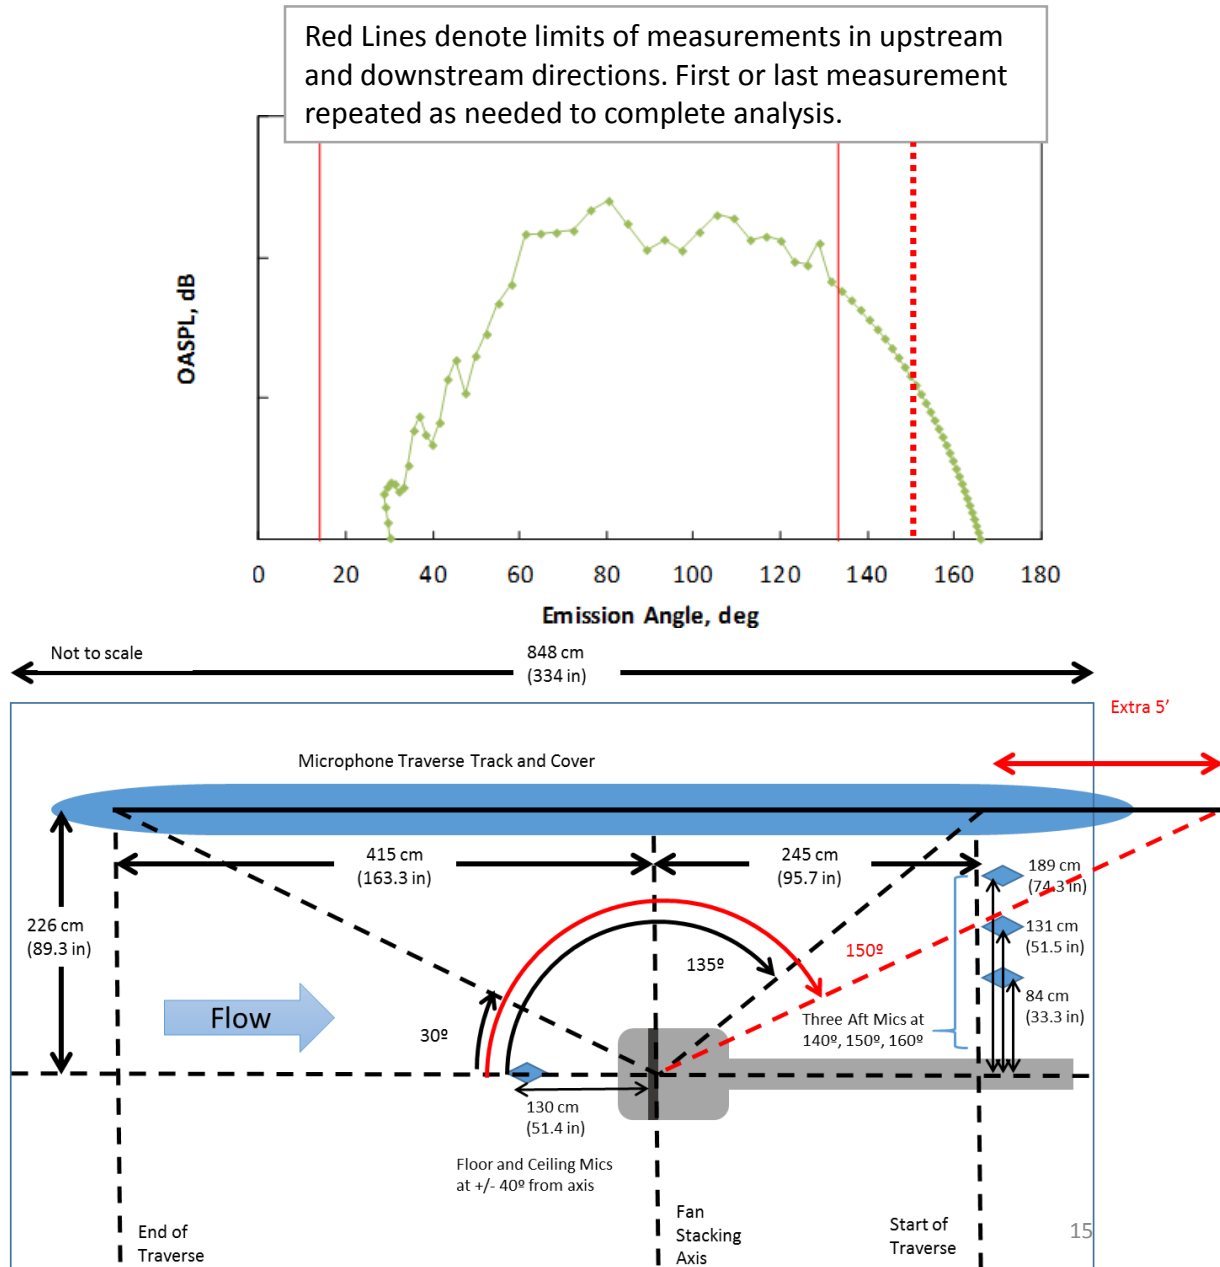 Red Lines denote limits of measurements in upstream
and downstream directions. First or last measurement
repeated as needed to complete analysis.
OASPL, dB
0 20 40 60 80 100 120 140 160 180
Emission Angle, deg
Not to scale
848 cm
(334 in)
Extra 5'
Microphone Traverse Track and Cover
415 cm
(163.3 in)
245 cm
(95.7 in)
189 cm
(74.3 in)
226 cm
(89.3 in)
131 cm
(51.5 in)
135º
150º
84 cm
(33.3 in)
Flow
30º
Three Aft Mics at
140º, 150º, 160º
130 cm
(51.4 in)
Floor and Ceiling Mics
at +/- 40º from axis
End of
Traverse
Fan
Stacking
Axis
Start of
Traverse
15